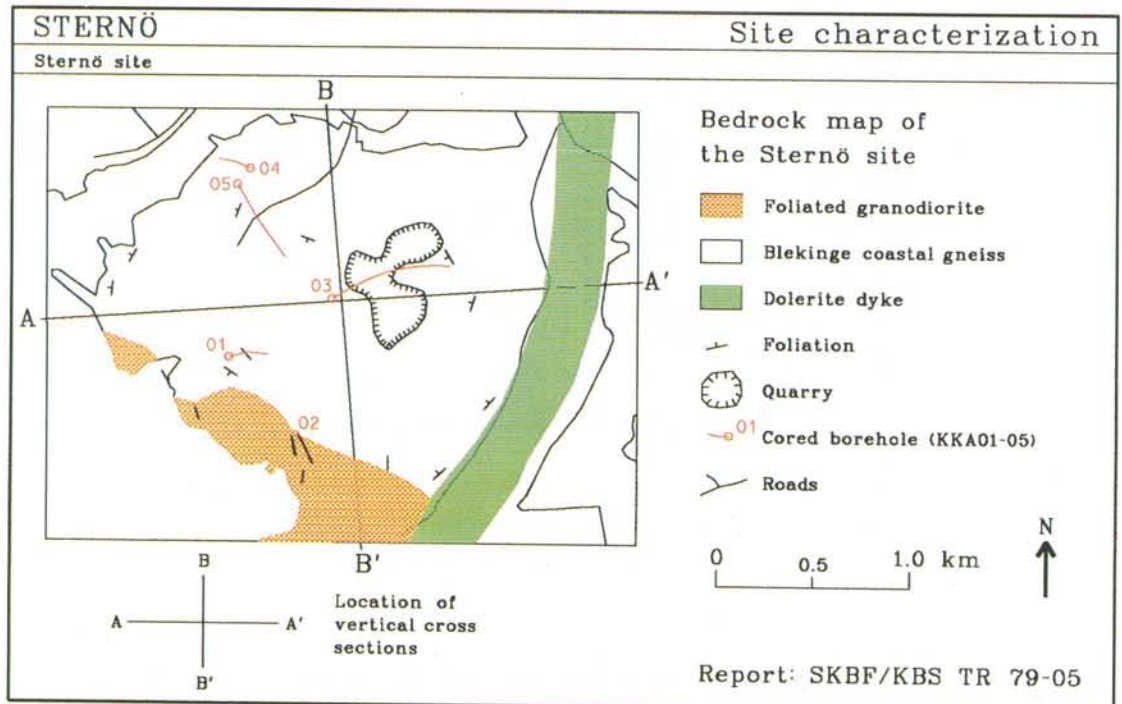 STERNÖ
Site characterization
Sternö site
B
04
05
03
A
A'
01
02
B'
Bedrock map of
the Sternö site
Foliated granodiorite
Blekinge coastal gneiss
Dolerite dyke
Foliation
Quarry
01 Cored borehole (KKA01-05)
Roads
0 0.5 1.0 km
N
B
A A'
B'
Location of
vertical cross
sections
Report: SKBF/KBS TR 79-05